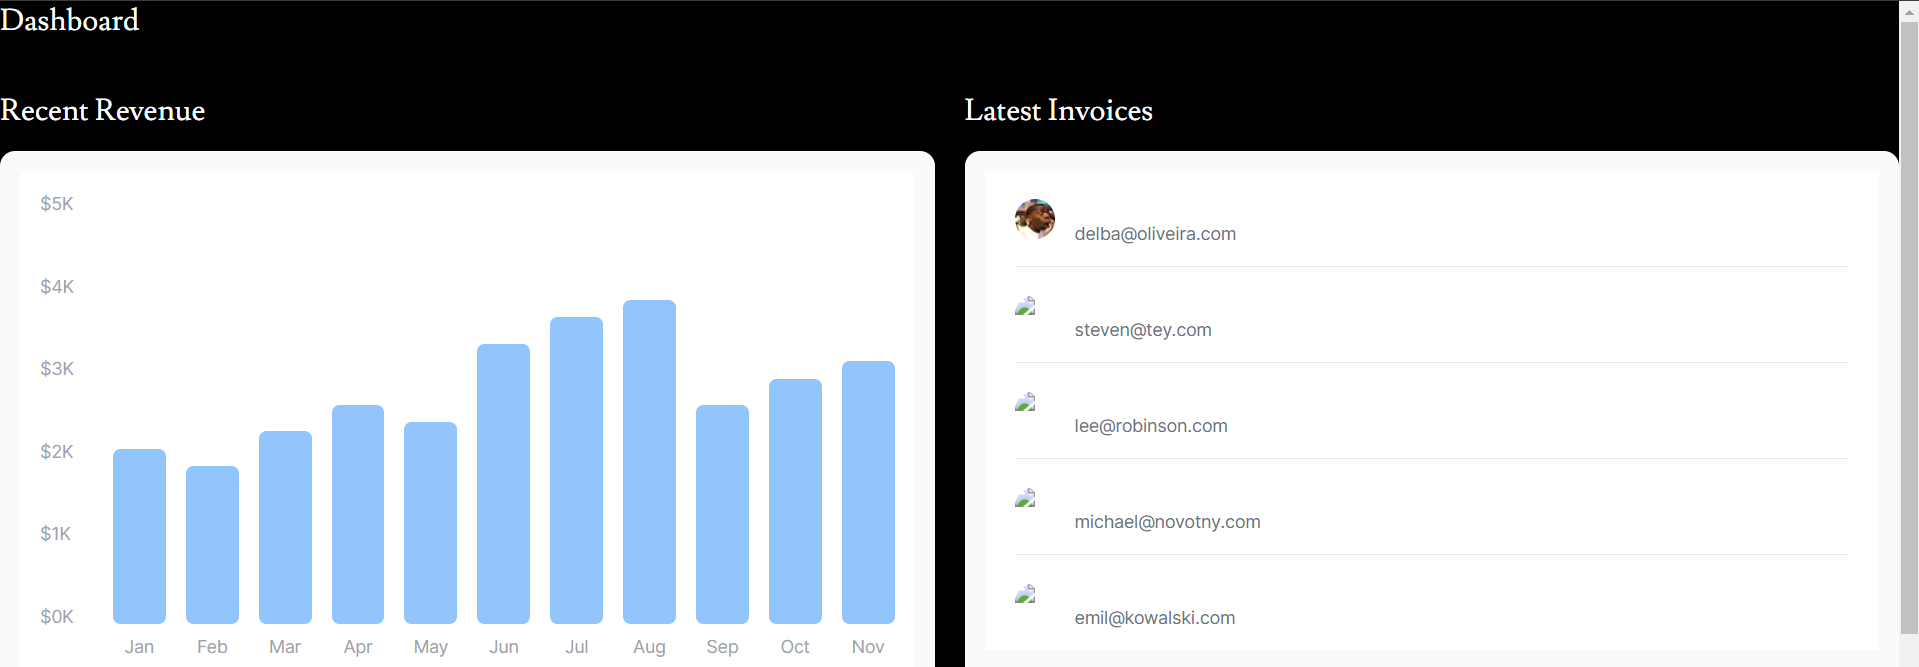 Dashboard
Recent Revenue
$5K
$4K
$3K
$2K
$1K
$0K
Jan Feb Mar Apr May Jun Jul Aug Sep Oct Nov
Latest Invoices
delba@oliveira.com
steven@tey.com
lee@robinson.com
michael@novotny.com
emil@kowalski.com